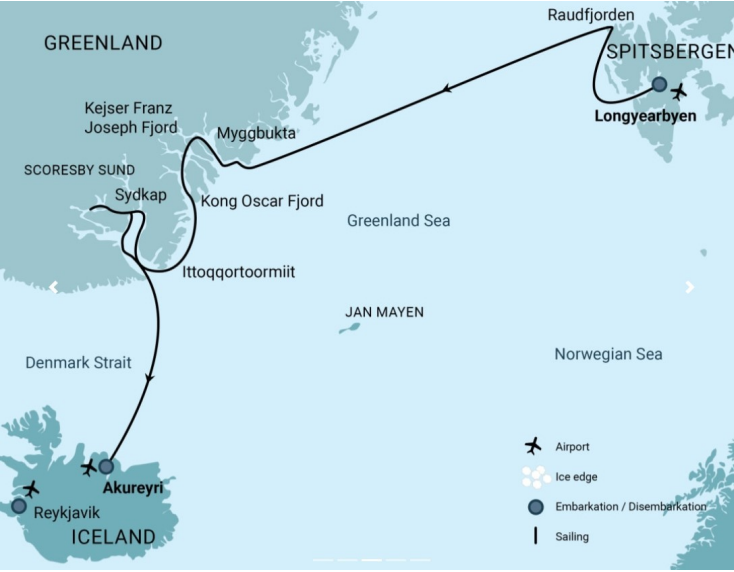 Raudfjorden
GREENLAND
SPITSBERGEN
Kejser Franz
Joseph Fjord
Longyearbyen
Myggbukta
SCORESBY SUND
Sydkap
Kong Oscar Fjord
Greenland Sea
Ittoqqortoormiit
JAN MAYEN
Denmark Strait
Norwegian Sea
Airport
Ice edge
Akureyri
Embarkation / Disembarkation
Reykjavik
ICELAND
Sailing